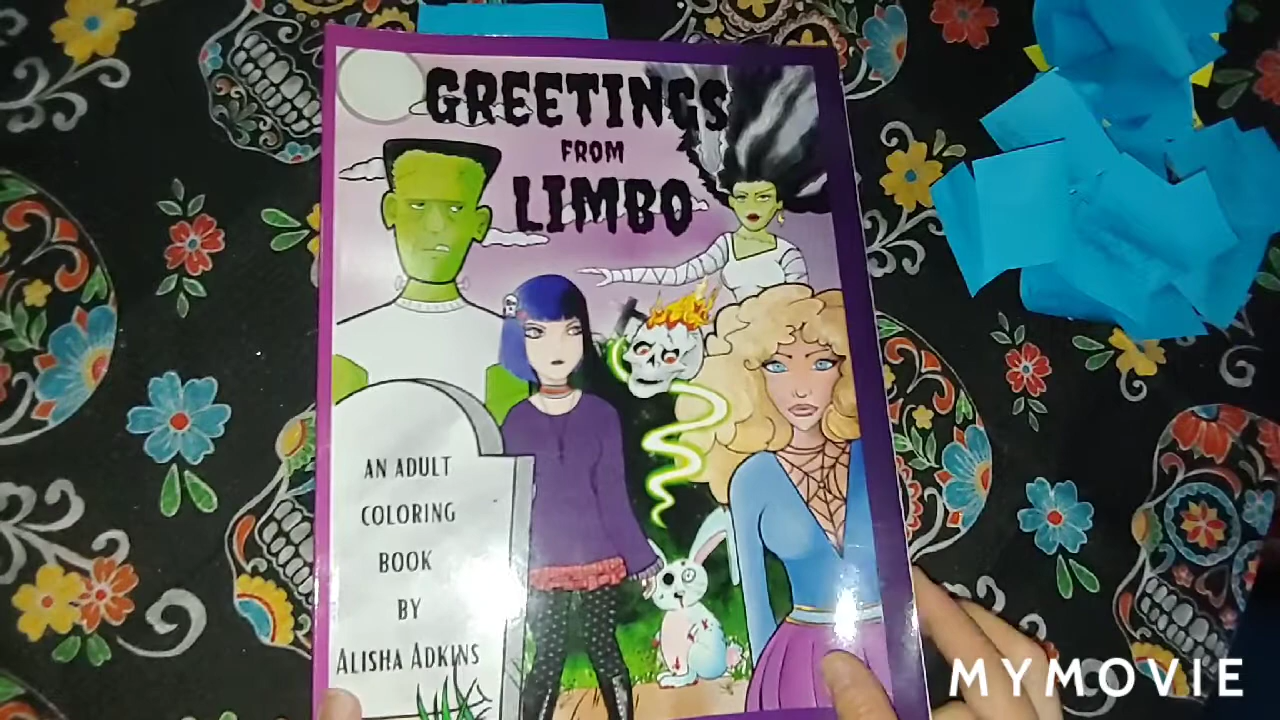 GREETINGS
FROM
LIMBO
AN ADULT
COLORING
BOOK
BY
ALISHA ADKINS
MYMOVIE